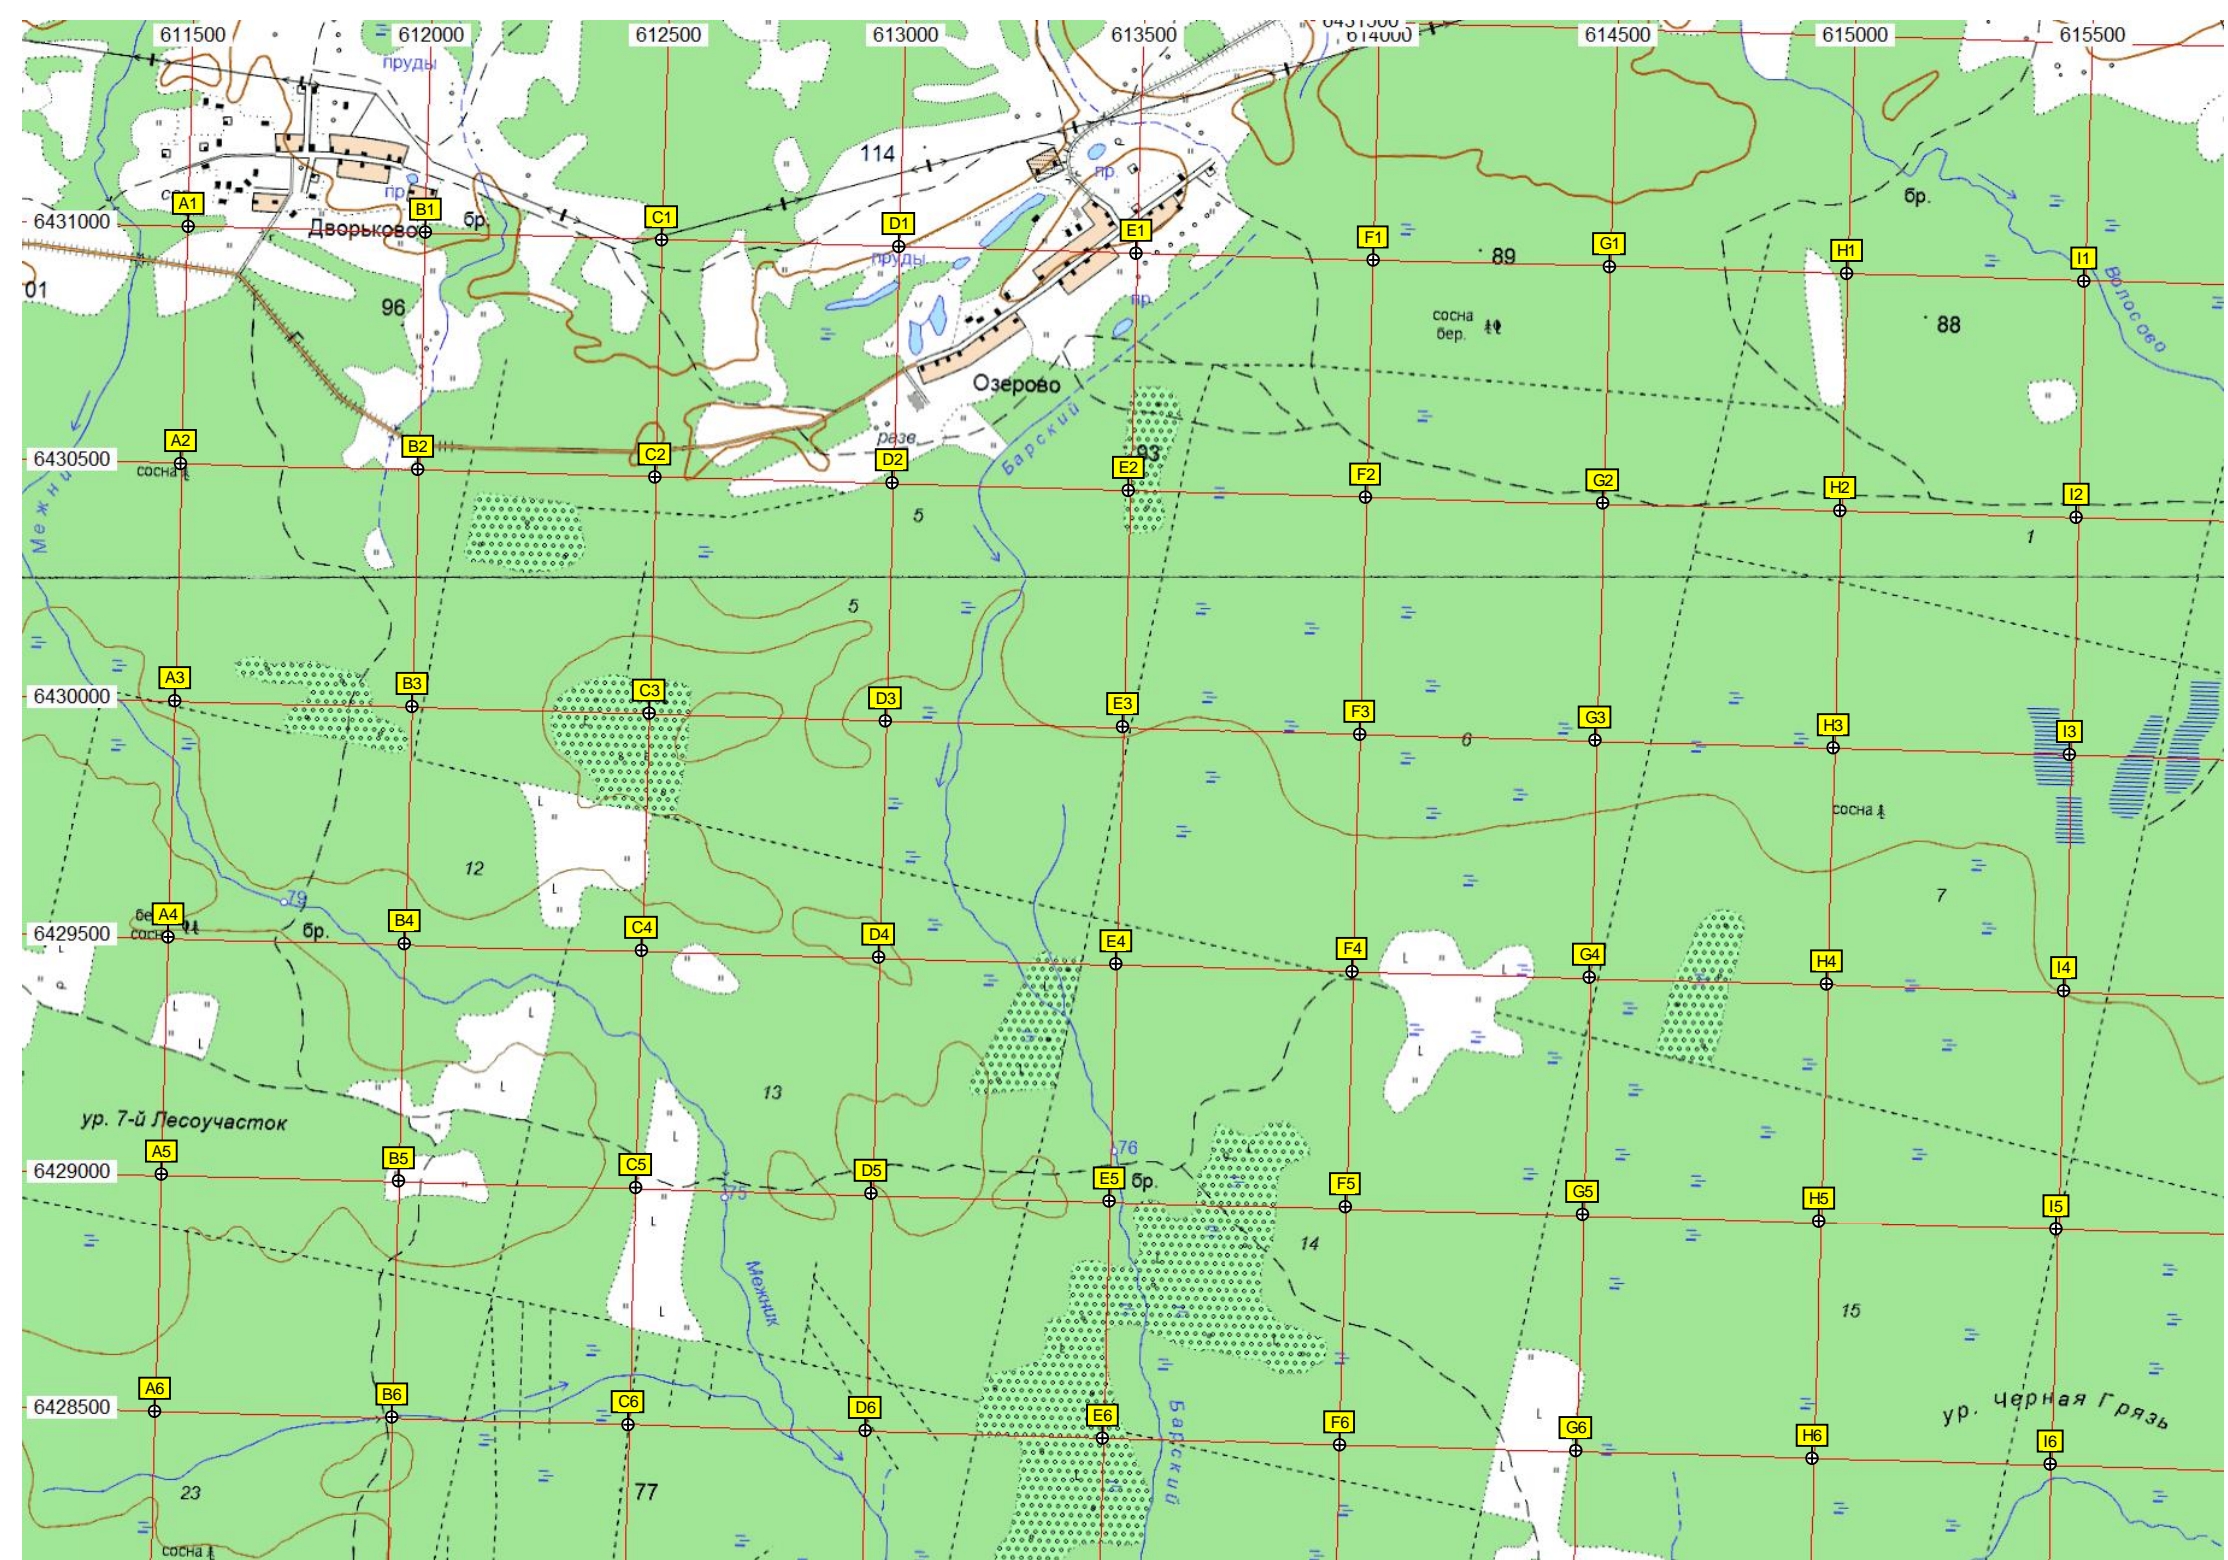 611500 612000 612500 613000 613500 614000 614500 615000 615500
6431500
пруды
114
пр.
пр.
бр.
A1 B1 C1 D1 E1 F1 G1 H1 I1
6431000
Дворьково
бр.
пруды
89
01
96
пр.
сосна
бер.
88
Волосово
Озерово
Барский
разв.
93
A2 B2 C2 D2 E2 F2 G2 H2 I2
6430500
сосна
5
1
5
A3 B3 C3 D3 E3 F3 G3 H3 I3
6430000
6
сосна
12
7
79
A4 B4 C4 D4 E4 F4 G4 H4 I4
6429500
сосн
бр.
13
ур. 7-й Лесоучасток
76
A5 B5 C5 D5 E5 F5 G5 H5 I5
6429000
75
бр.
14
Межник
15
A6 B6 C6 D6 E6 F6 G6 H6 I6
6428500
ур. Черная Грязь
Барский
23
77
сосна